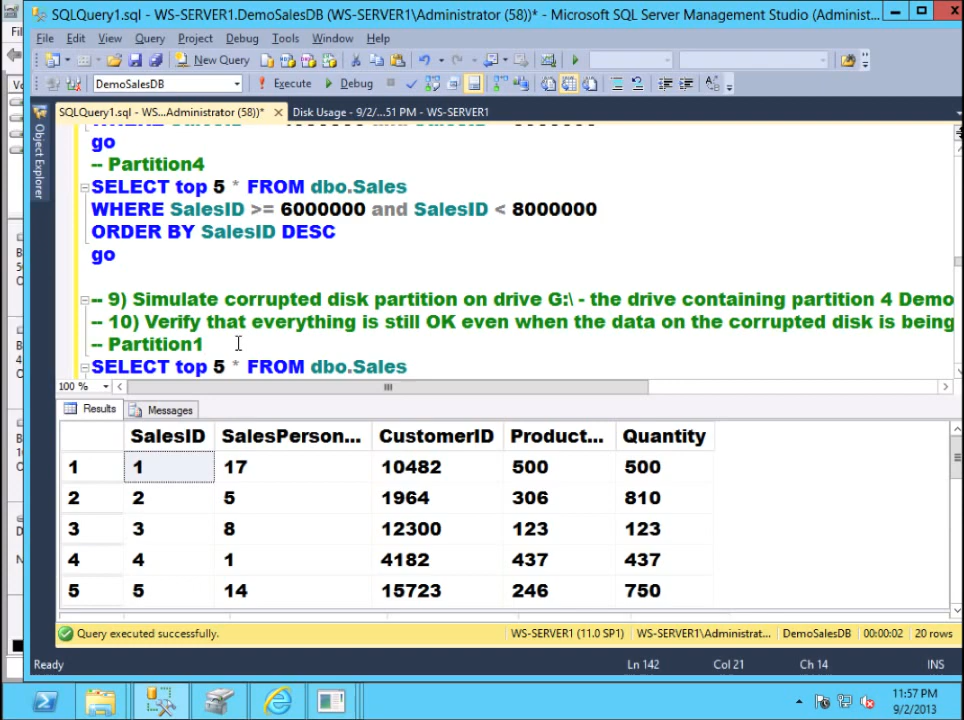 SQLQuery1.sql - WS-SERVER1.DemoSalesDB (WS-SERVER1\Administrator (58))* - Microsoft SQL Server Management Studio (Administ...
File Edit View Query Project Debug Tools Window Help
New Query
DemoSalesDB Execute Debug
SQLQuery1.sql - WS...Administrator (58))* Disk Usage - 9/2/...51 PM - WS-SERVER1
Object Explorer
go
-- Partition4
SELECT top 5 * FROM dbo.Sales
WHERE SalesID >= 6000000 and SalesID < 8000000
ORDER BY SalesID DESC
go
-- 9) Simulate corrupted disk partition on drive G:\ - the drive containing partition 4 Demo
-- 10) Verify that everything is still OK even when the data on the corrupted disk is being
-- Partition1
SELECT top 5 * FROM dbo.Sales
100 %
Results Messages
SalesID SalesPerson... CustomerID Product... Quantity
1 1 17 10482 500 500
2 2 5 1964 306 810
3 3 8 12300 123 123
4 4 1 4182 437 437
5 5 14 15723 246 750
Query executed successfully. WS-SERVER1 (11.0 SP1) WS-SERVER1\Administrat... DemoSalesDB 00:00:02 20 rows
Ready Ln 142 Col 21 Ch 14 INS
11:57 PM
9/2/2013